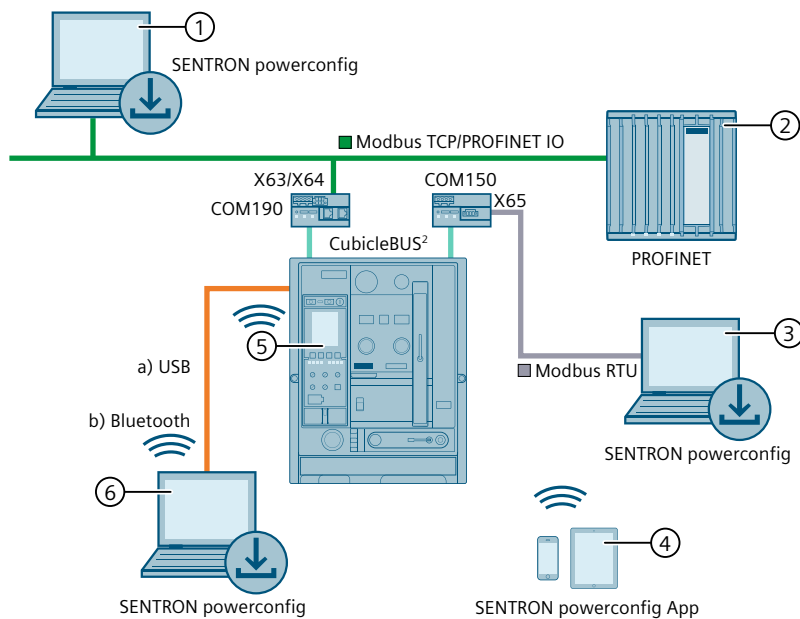 1
SENTRON powerconfig
Modbus TCP/PROFINET IO
2
X63/X64
COM150
COM190
X65
CubicleBUS²
PROFINET
5
3
a) USB
Modbus RTU
b) Bluetooth
SENTRON powerconfig
6
4
SENTRON powerconfig
SENTRON powerconfig App